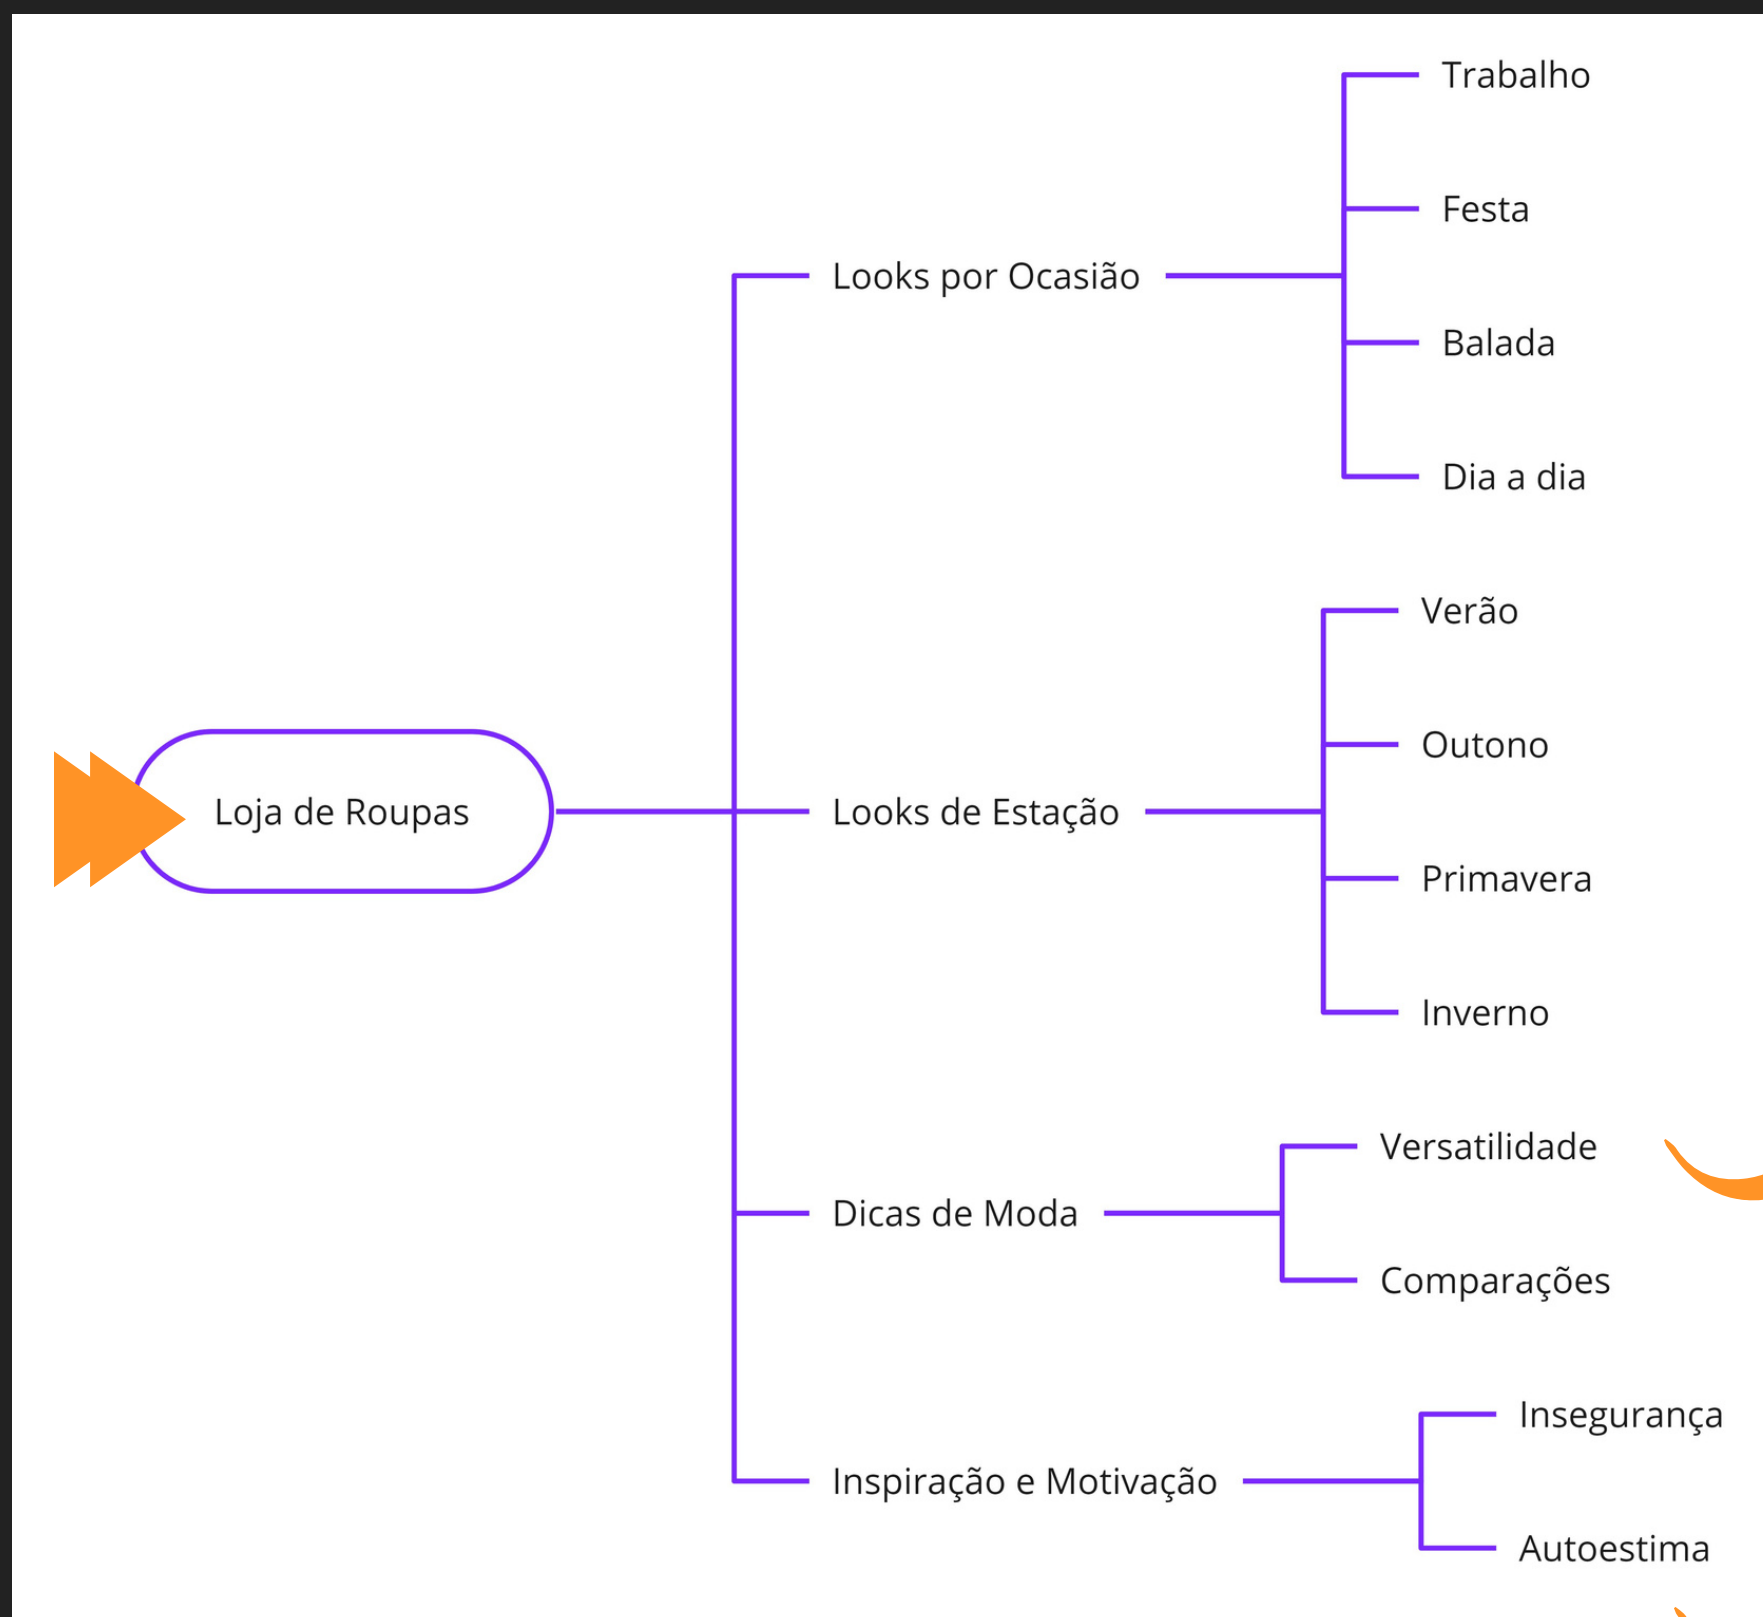 Loja de Roupas
Looks por Ocasião
Trabalho
Festa
Balada
Dia a dia
Looks de Estação
Verão
Outono
Primavera
Inverno
Dicas de Moda
Versatilidade
Comparações
Inspiração e Motivação
Insegurança
Autoestima